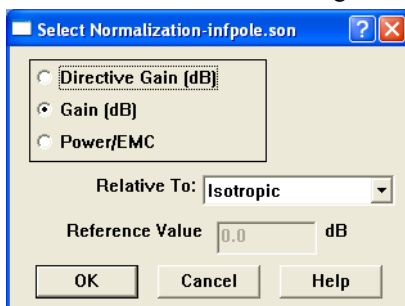 Select Normalization-infpole.son
Directive Gain (dB)
Gain (dB)
Power/EMC
Relative To: Isotropic
Reference Value 0.0 dB
OK Cancel Help